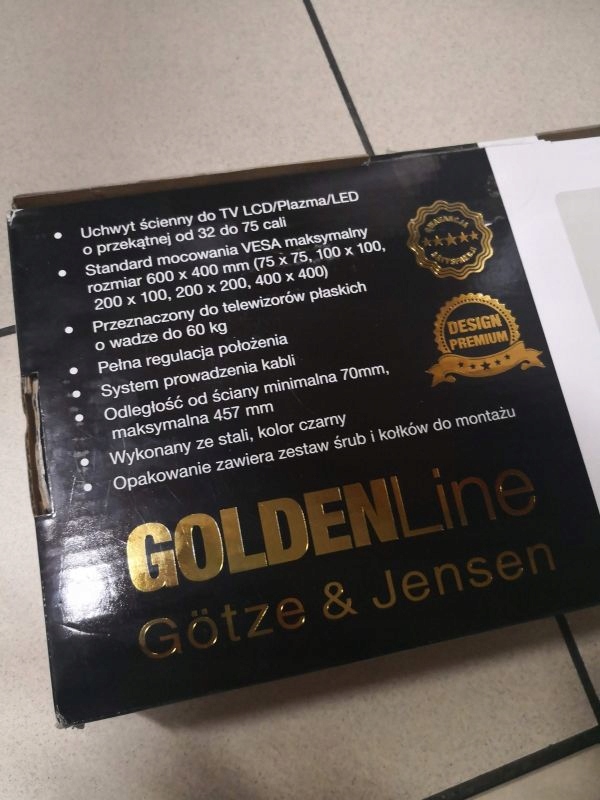 • Uchwyt ścienny do TV LCD/Plazma/LED
o przekątnej od 32 do 75 cali
• Standard mocowania VESA maksymalny
rozmiar 600 x 400 mm (75 x 75, 100 x 100,
200 x 100, 200 x 200, 400 x 400)
• Przeznaczony do telewizorów płaskich
o wadze do 60 kg
• Pełna regulacja położenia
• System prowadzenia kabli
• Odległość od ściany minimalna 70mm,
maksymalna 457 mm
• Wykonany ze stali, kolor czarny
• Opakowanie zawiera zestaw śrub i kołków do montażu
DESIGN
PREMIUM
GOLDENLine
Götze & Jensen